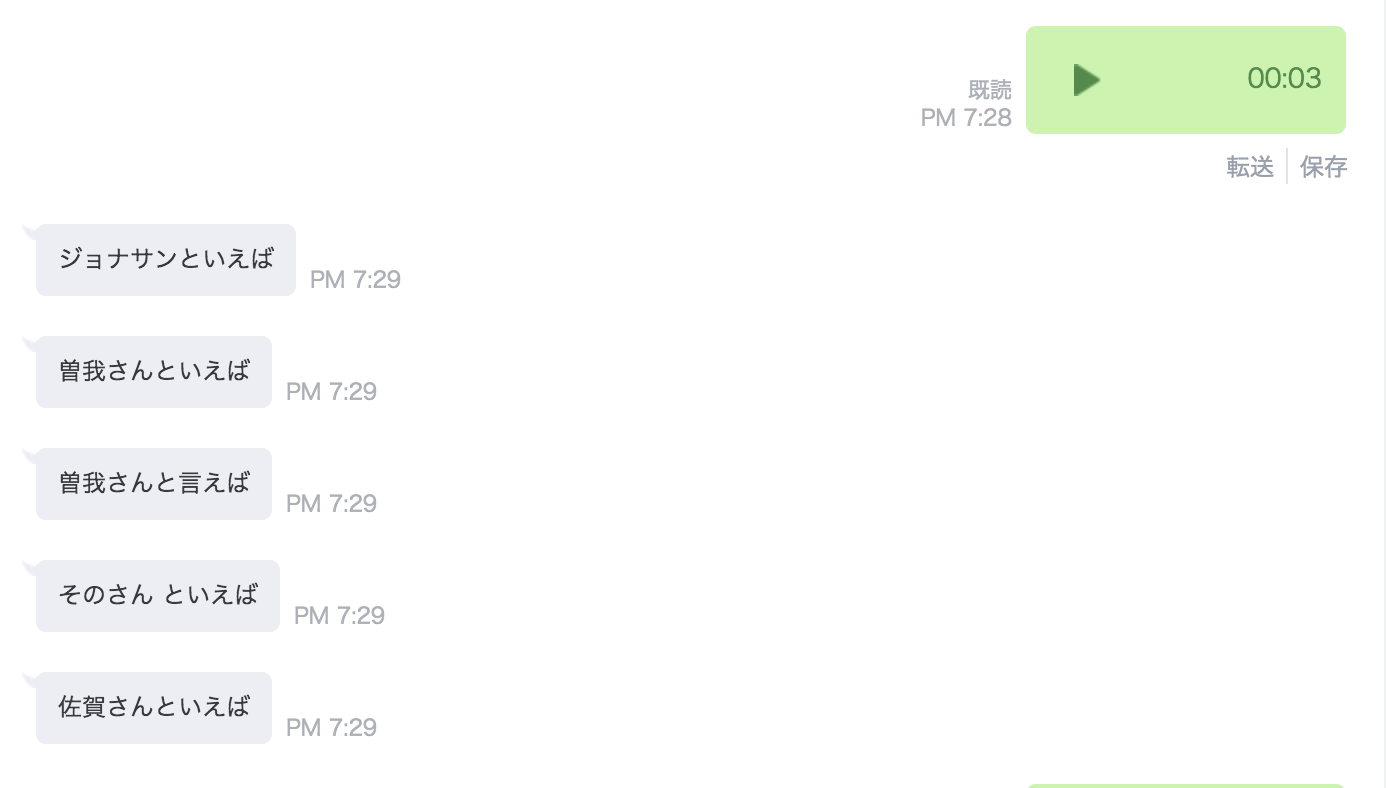 00:03
既読
PM 7:28
転送
保存
ジョナサンといえば
PM 7:29
曽我さんといえば
PM 7:29
曽我さんと言えば
PM 7:29
そのさん といえば
PM 7:29
佐賀さんといえば
PM 7:29